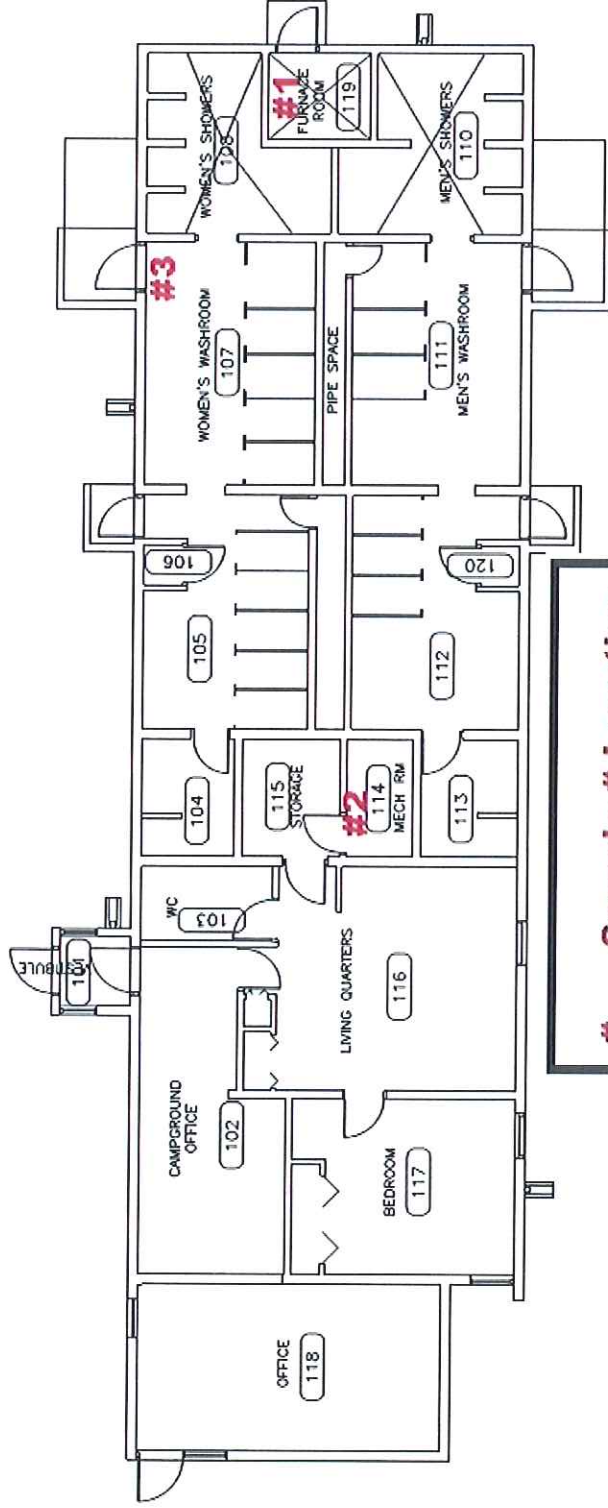 OFFICE
118
CAMPGROUND
OFFICE
102
BEDROOM
117
VESTIBULE
101
WC
103
LIVING QUARTERS
116
104
115
STORAGE
#2
114
MECH RM
113
105
106
112
120
#3
WOMEN'S WASHROOM
107
PIPE SPACE
MEN'S WASHROOM
111
WOMEN'S SHOWERS
108
#1
FURNACE
ROOM
119
MEN'S SHOWERS
110